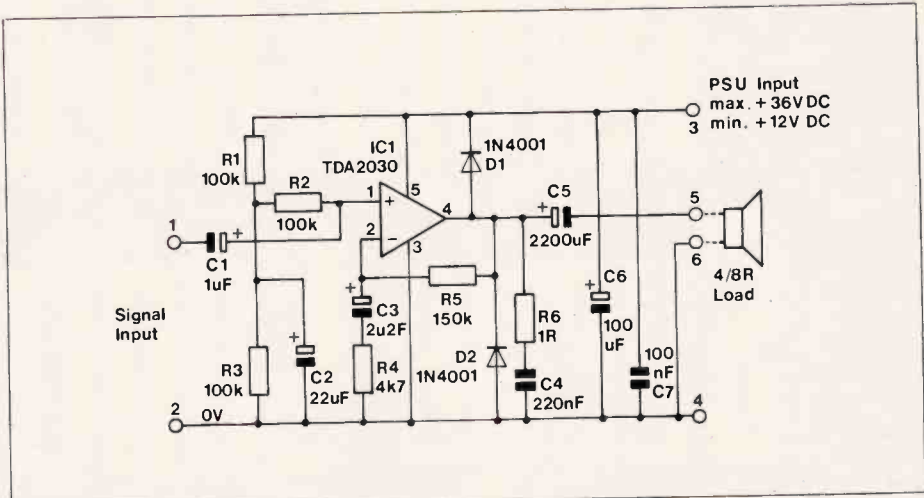 PSU Input
max. +36V DC
min. +12V DC
3
R1
100k
R2
100k
IC1
TDA2030
1
+
5
2
−
3
4
1N4001
D1
C5
+
2200uF
5
6
4/8R
Load
1
+
C1
1uF
Signal
Input
R3
100k
+
C2
22uF
+
C3
2u2F
R4
4k7
R5
150k
D2
1N4001
R6
1R
C4
220nF
+
C6
100
uF
100
nF
C7
2
0V
4